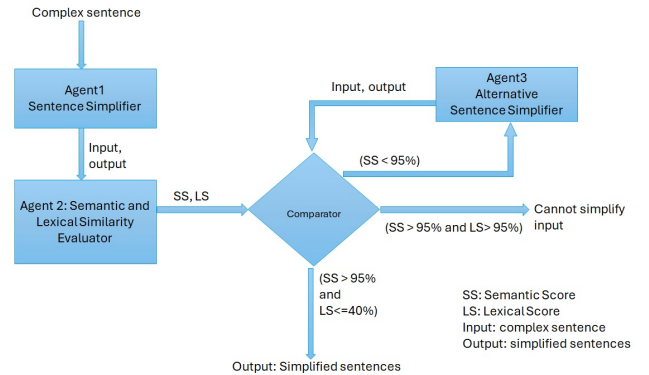 Complex sentence
Agent1
Sentence Simplifier
Input,
output
Agent 2: Semantic and
Lexical Similarity
Evaluator
SS, LS
Comparator
Input, output
Agent3
Alternative
Sentence Simplifier
(SS < 95%)
Cannot simplify
input
(SS > 95% and LS> 95%)
(SS > 95%
and
LS<=40%)
Output: Simplified sentences
SS: Semantic Score
LS: Lexical Score
Input: complex sentence
Output: simplified sentences